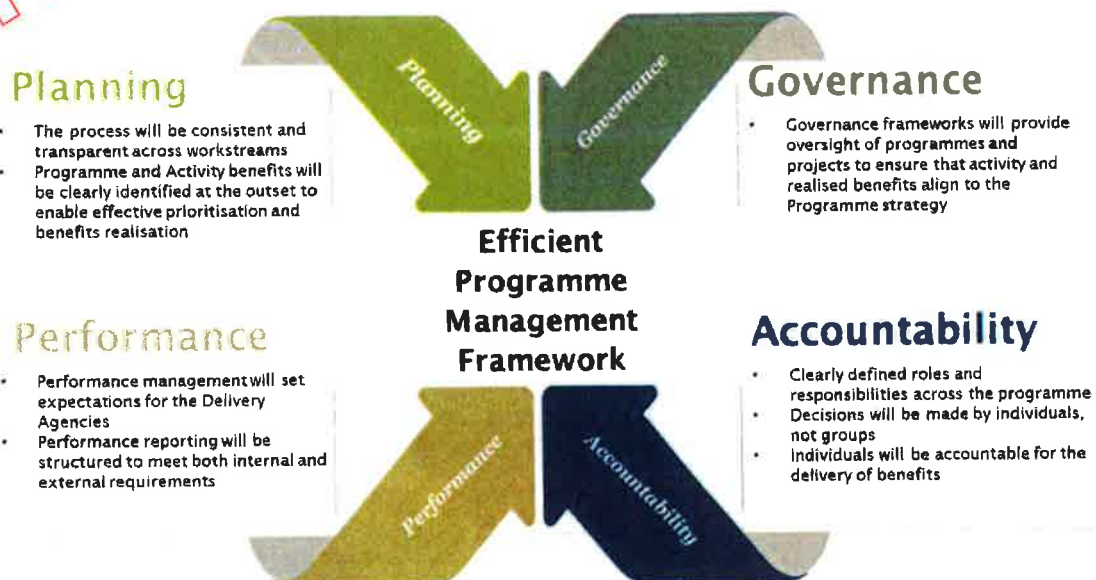 Planning
• The process will be consistent and
transparent across workstreams
• Programme and Activity benefits will
be clearly identified at the outset to
enable effective prioritisation and
benefits realisation
Planning
Governance
Governance
• Governance frameworks will provide
oversight of programmes and
projects to ensure that activity and
realised benefits align to the
Programme strategy
Efficient
Programme
Management
Framework
Performance
• Performance management will set
expectations for the Delivery
Agencies
• Performance reporting will be
structured to meet both internal and
external requirements
Performance
Accountability
Accountability
• Clearly defined roles and
responsibilities across the programme
• Decisions will be made by individuals,
not groups
• Individuals will be accountable for the
delivery of benefits